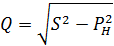 Q = √(S² − P_H²)